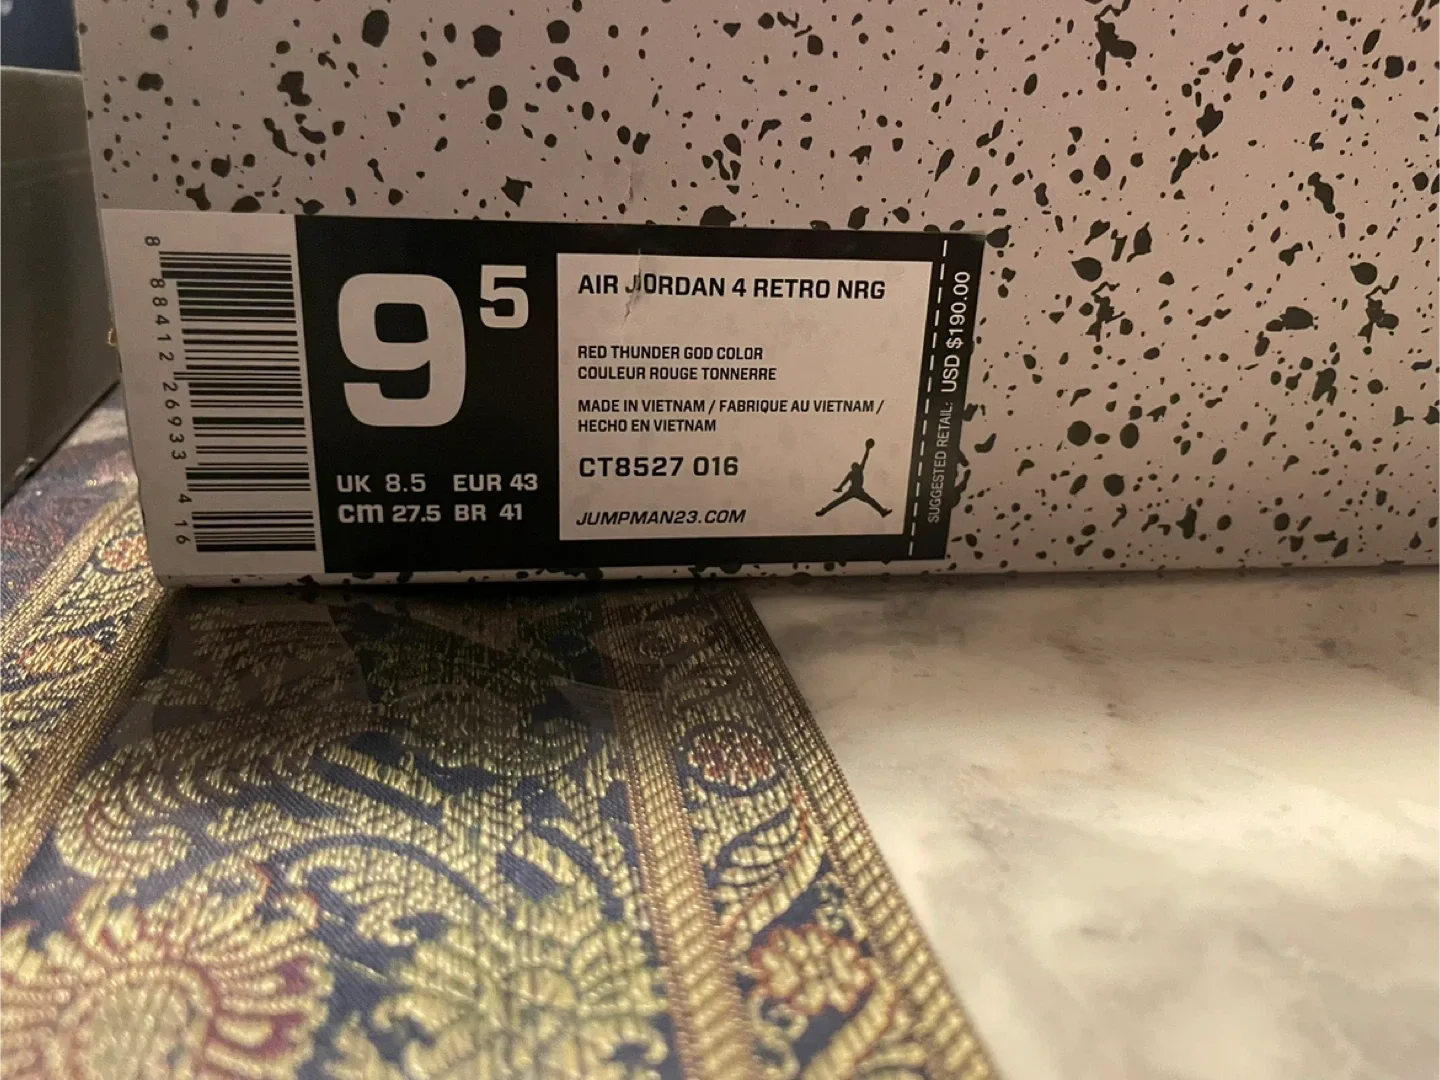 8 88412 26933 4 16
9 5
UK 8.5 EUR 43
cm 27.5 BR 41
AIR JORDAN 4 RETRO NRG
RED THUNDER GOD COLOR
COULEUR ROUGE TONNERRE
MADE IN VIETNAM / FABRIQUE AU VIETNAM /
HECHO EN VIETNAM
CT8527 016
JUMPMAN23.COM
SUGGESTED RETAIL: USD $190.00